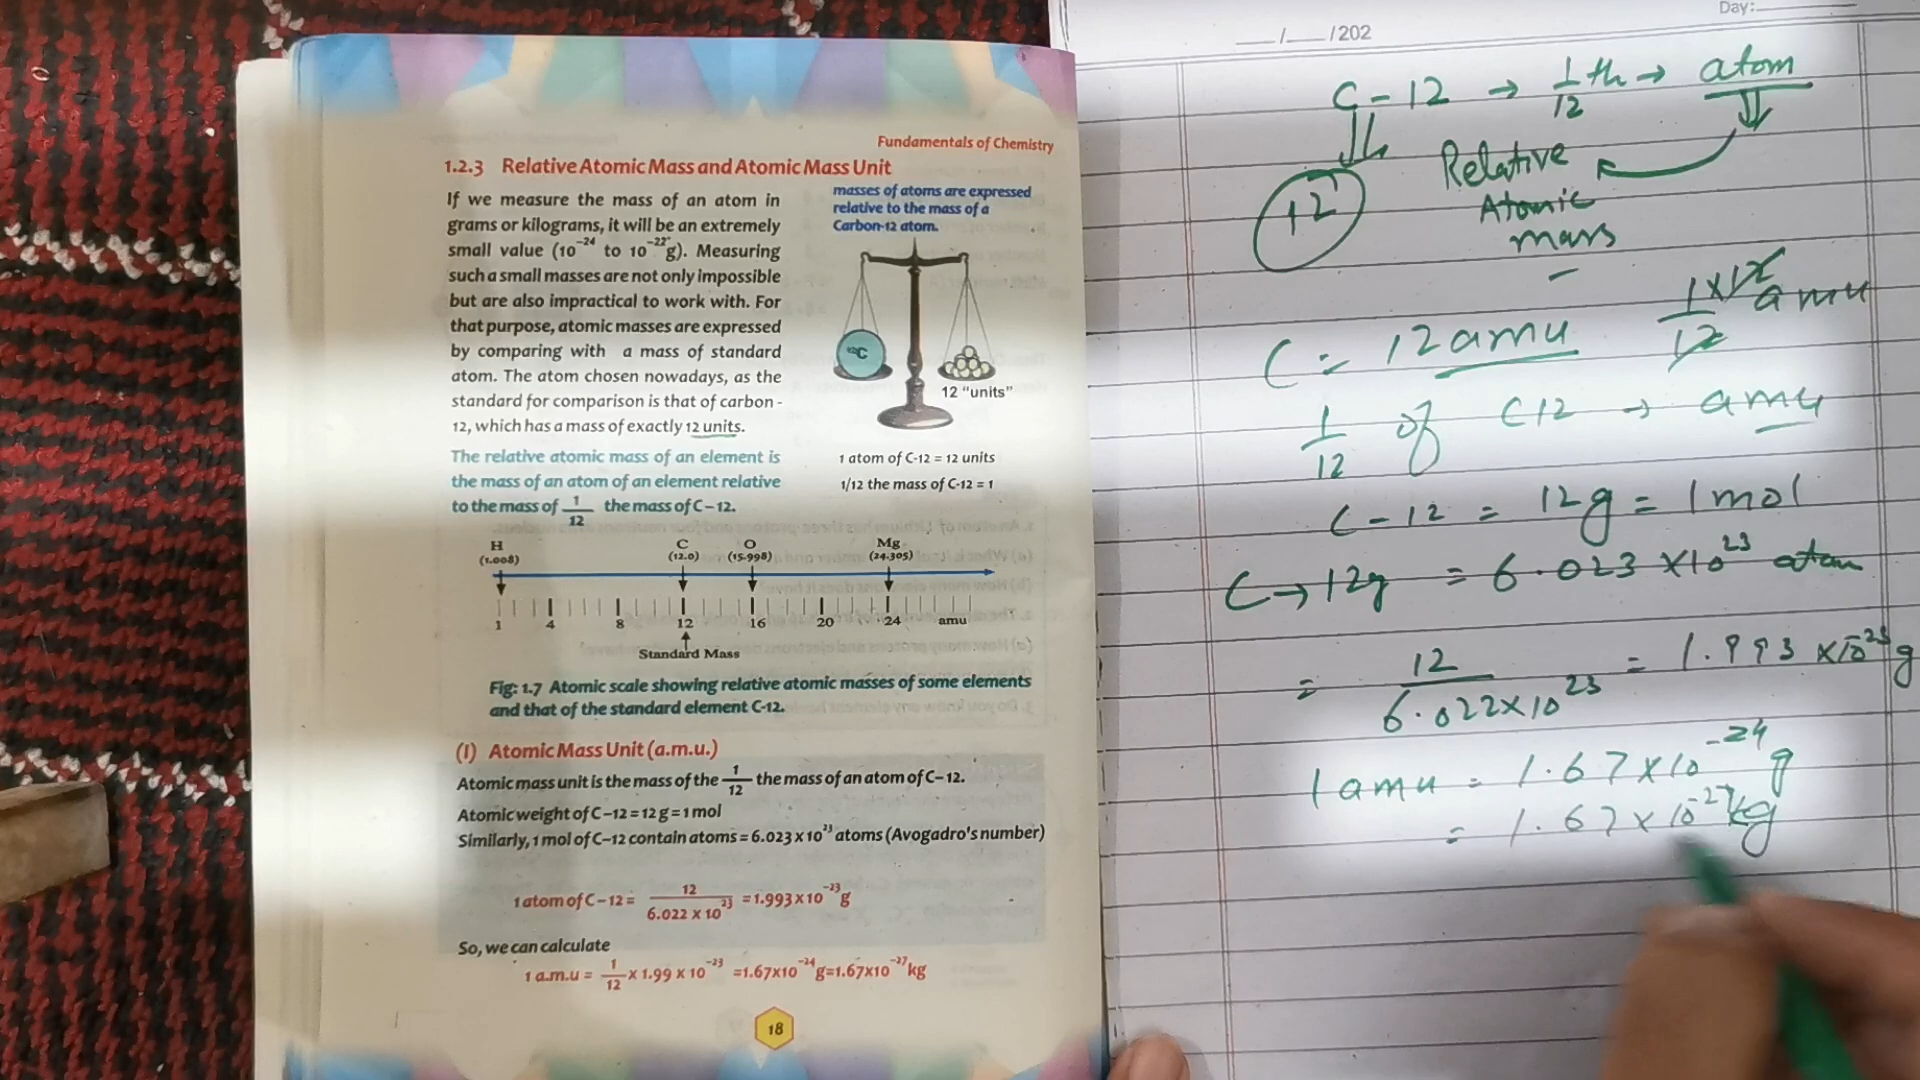 Fundamentals of Chemistry
1.2.3 Relative Atomic Mass and Atomic Mass Unit
If we measure the mass of an atom in
grams or kilograms, it will be an extremely
small value (10⁻²⁴ to 10⁻²² g). Measuring
such a small masses are not only impossible
but are also impractical to work with. For
that purpose, atomic masses are expressed
by comparing with a mass of standard
atom. The atom chosen nowadays, as the
standard for comparison is that of carbon -
12, which has a mass of exactly 12 units.
The relative atomic mass of an element is
the mass of an atom of an element relative
to the mass of 1/12 the mass of C–12.
masses of atoms are expressed
relative to the mass of a
Carbon-12 atom.
¹²C
12 "units"
1 atom of C-12 = 12 units
1/12 the mass of C-12 = 1
H C O Mg
(1.008) (12.0) (15.998) (24.305)
1 4 8 12 16 20 24 amu
Standard Mass
Fig: 1.7 Atomic scale showing relative atomic masses of some elements
and that of the standard element C-12.
(I) Atomic Mass Unit (a.m.u.)
Atomic mass unit is the mass of the 1/12 the mass of an atom of C–12.
Atomic weight of C–12 = 12 g = 1 mol
Similarly, 1 mol of C–12 contain atoms = 6.023 x 10²³ atoms (Avogadro's number)
1 atom of C–12 = 12 / 6.022 x 10²³ = 1.993 x 10⁻²³ g
So, we can calculate
1 a.m.u = 1/12 x 1.99 x 10⁻²³ = 1.67x10⁻²⁴ g = 1.67x10⁻²⁷ kg
18
Day:
/ /202
C - 12 → 1/12 th → atom
12
Relative
Atomic
mass
C = 12 amu
1 x 12 / 12 amu
1/12 of C12 → amu
C - 12 = 12g = 1 mol
C → 12g = 6.023 x 10²³ atom
= 12 / 6.022 x 10²³ = 1.993 x 10⁻²³ g
1 amu = 1.67 x 10⁻²⁴ g
= 1.67 x 10⁻²⁷ kg